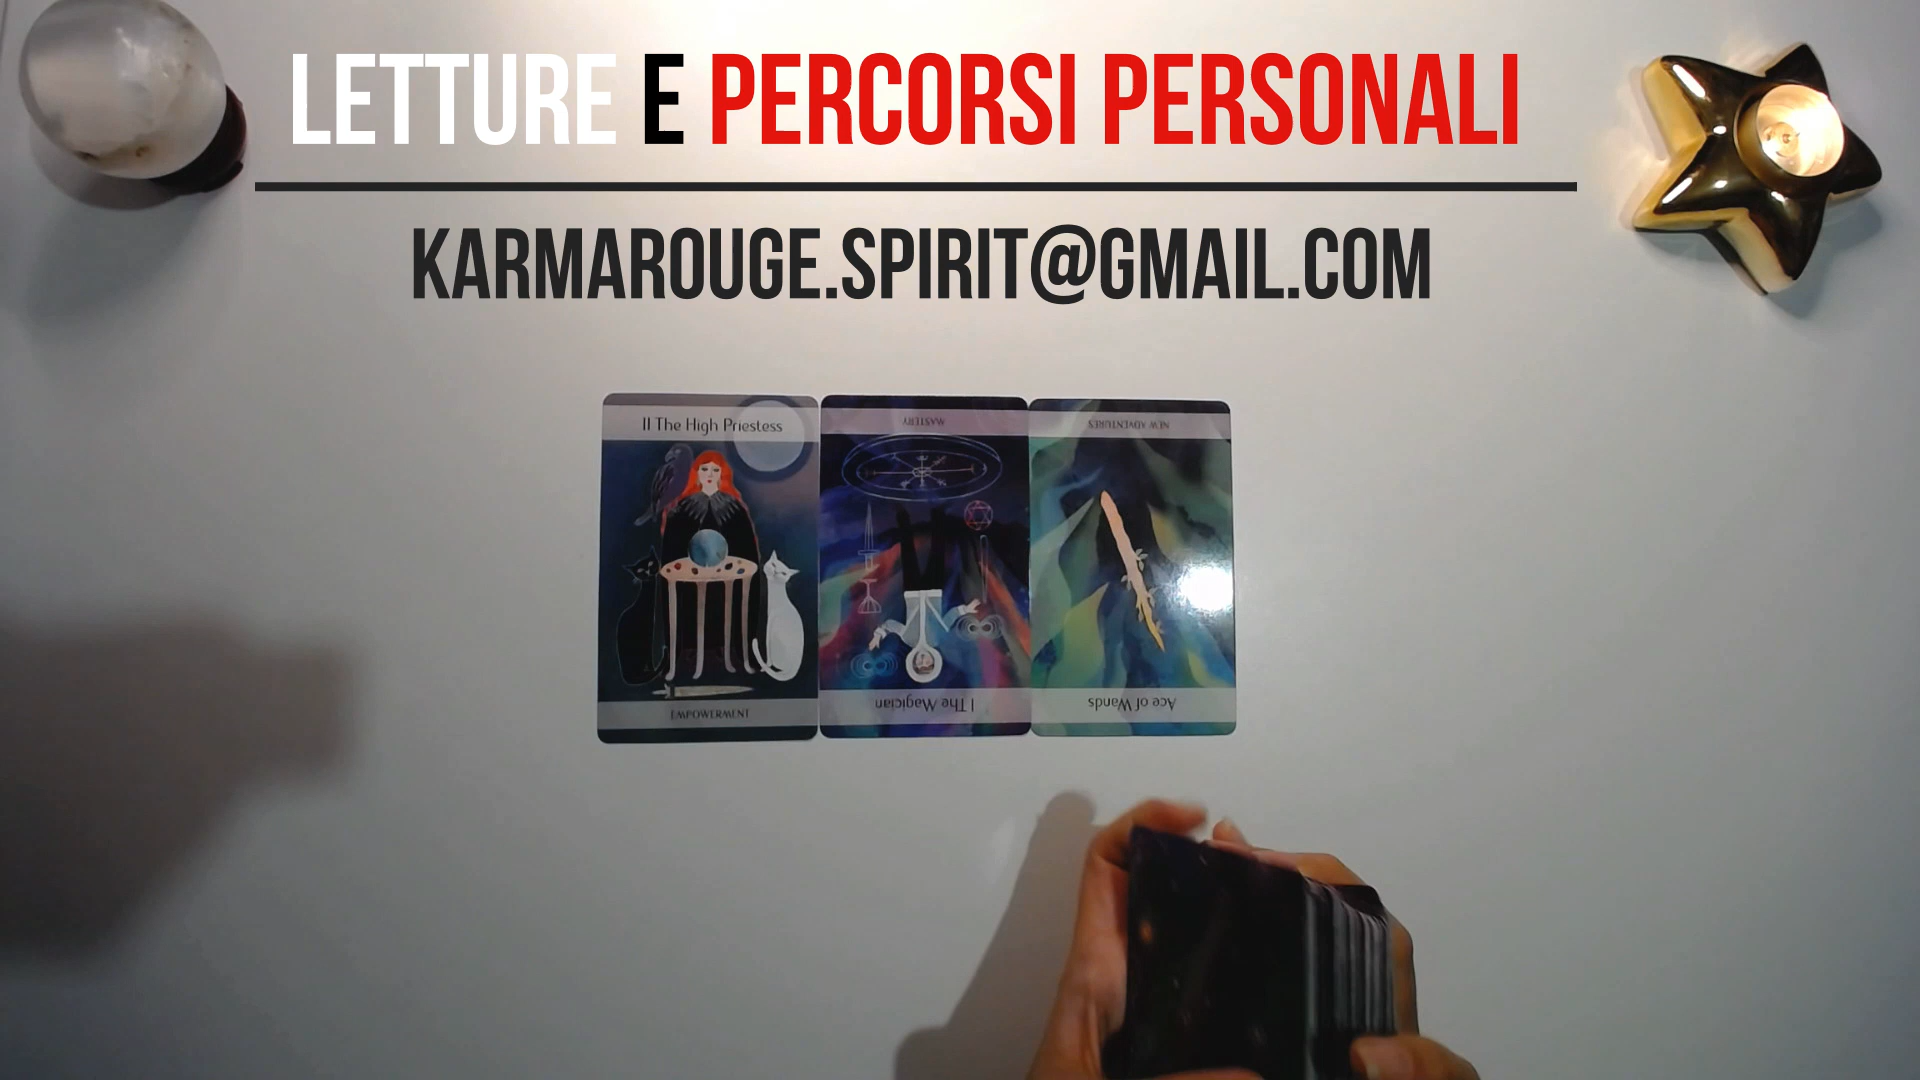 LETTURE E PERCORSI PERSONALI
KARMAROUGE.SPIRIT@GMAIL.COM
II The High Priestess
EMPOWERMENT
MASTERY
I The Magician
NEW ADVENTURES
Ace of Wands